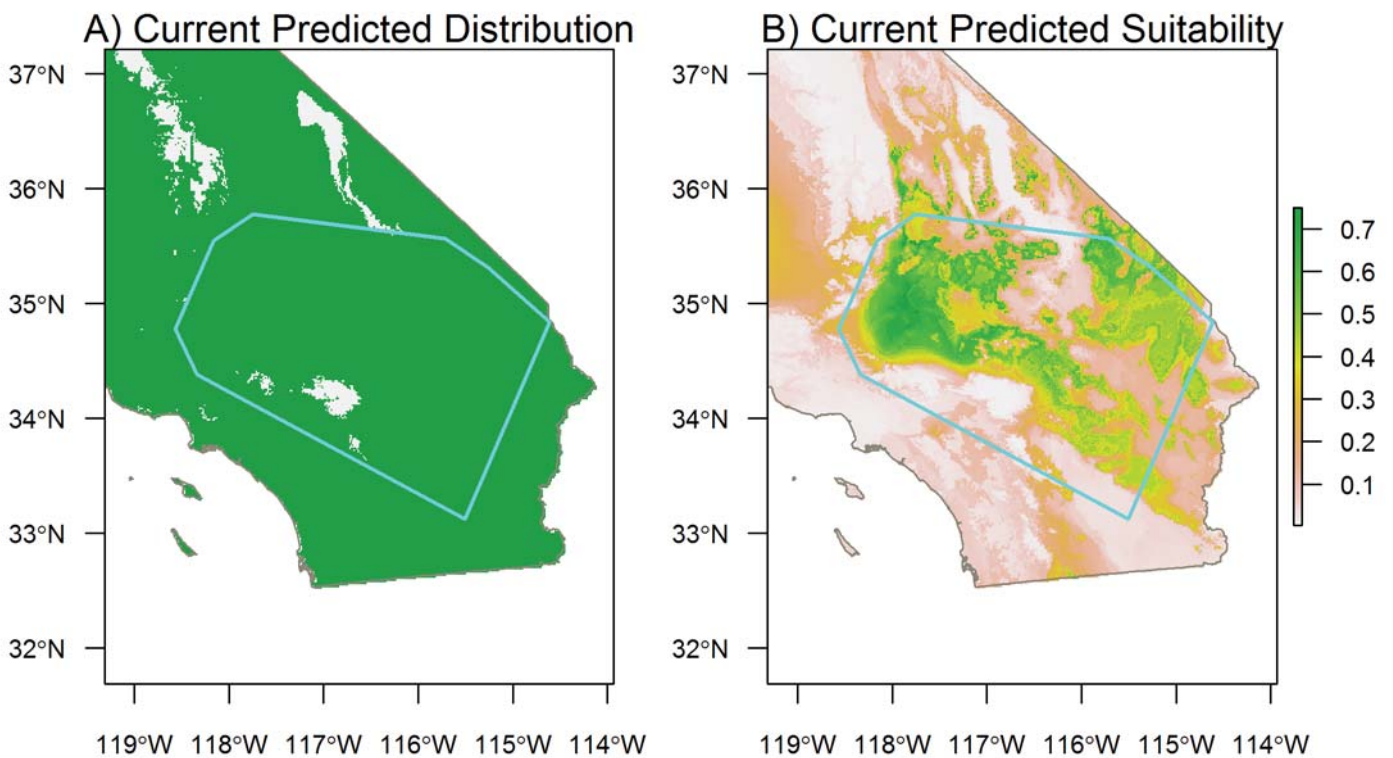 A) Current Predicted Distribution
B) Current Predicted Suitability
37°N
36°N
35°N
34°N
33°N
32°N
119°W 118°W 117°W 116°W 115°W 114°W
37°N
36°N
35°N
34°N
33°N
32°N
119°W 118°W 117°W 116°W 115°W 114°W
0.7
0.6
0.5
0.4
0.3
0.2
0.1